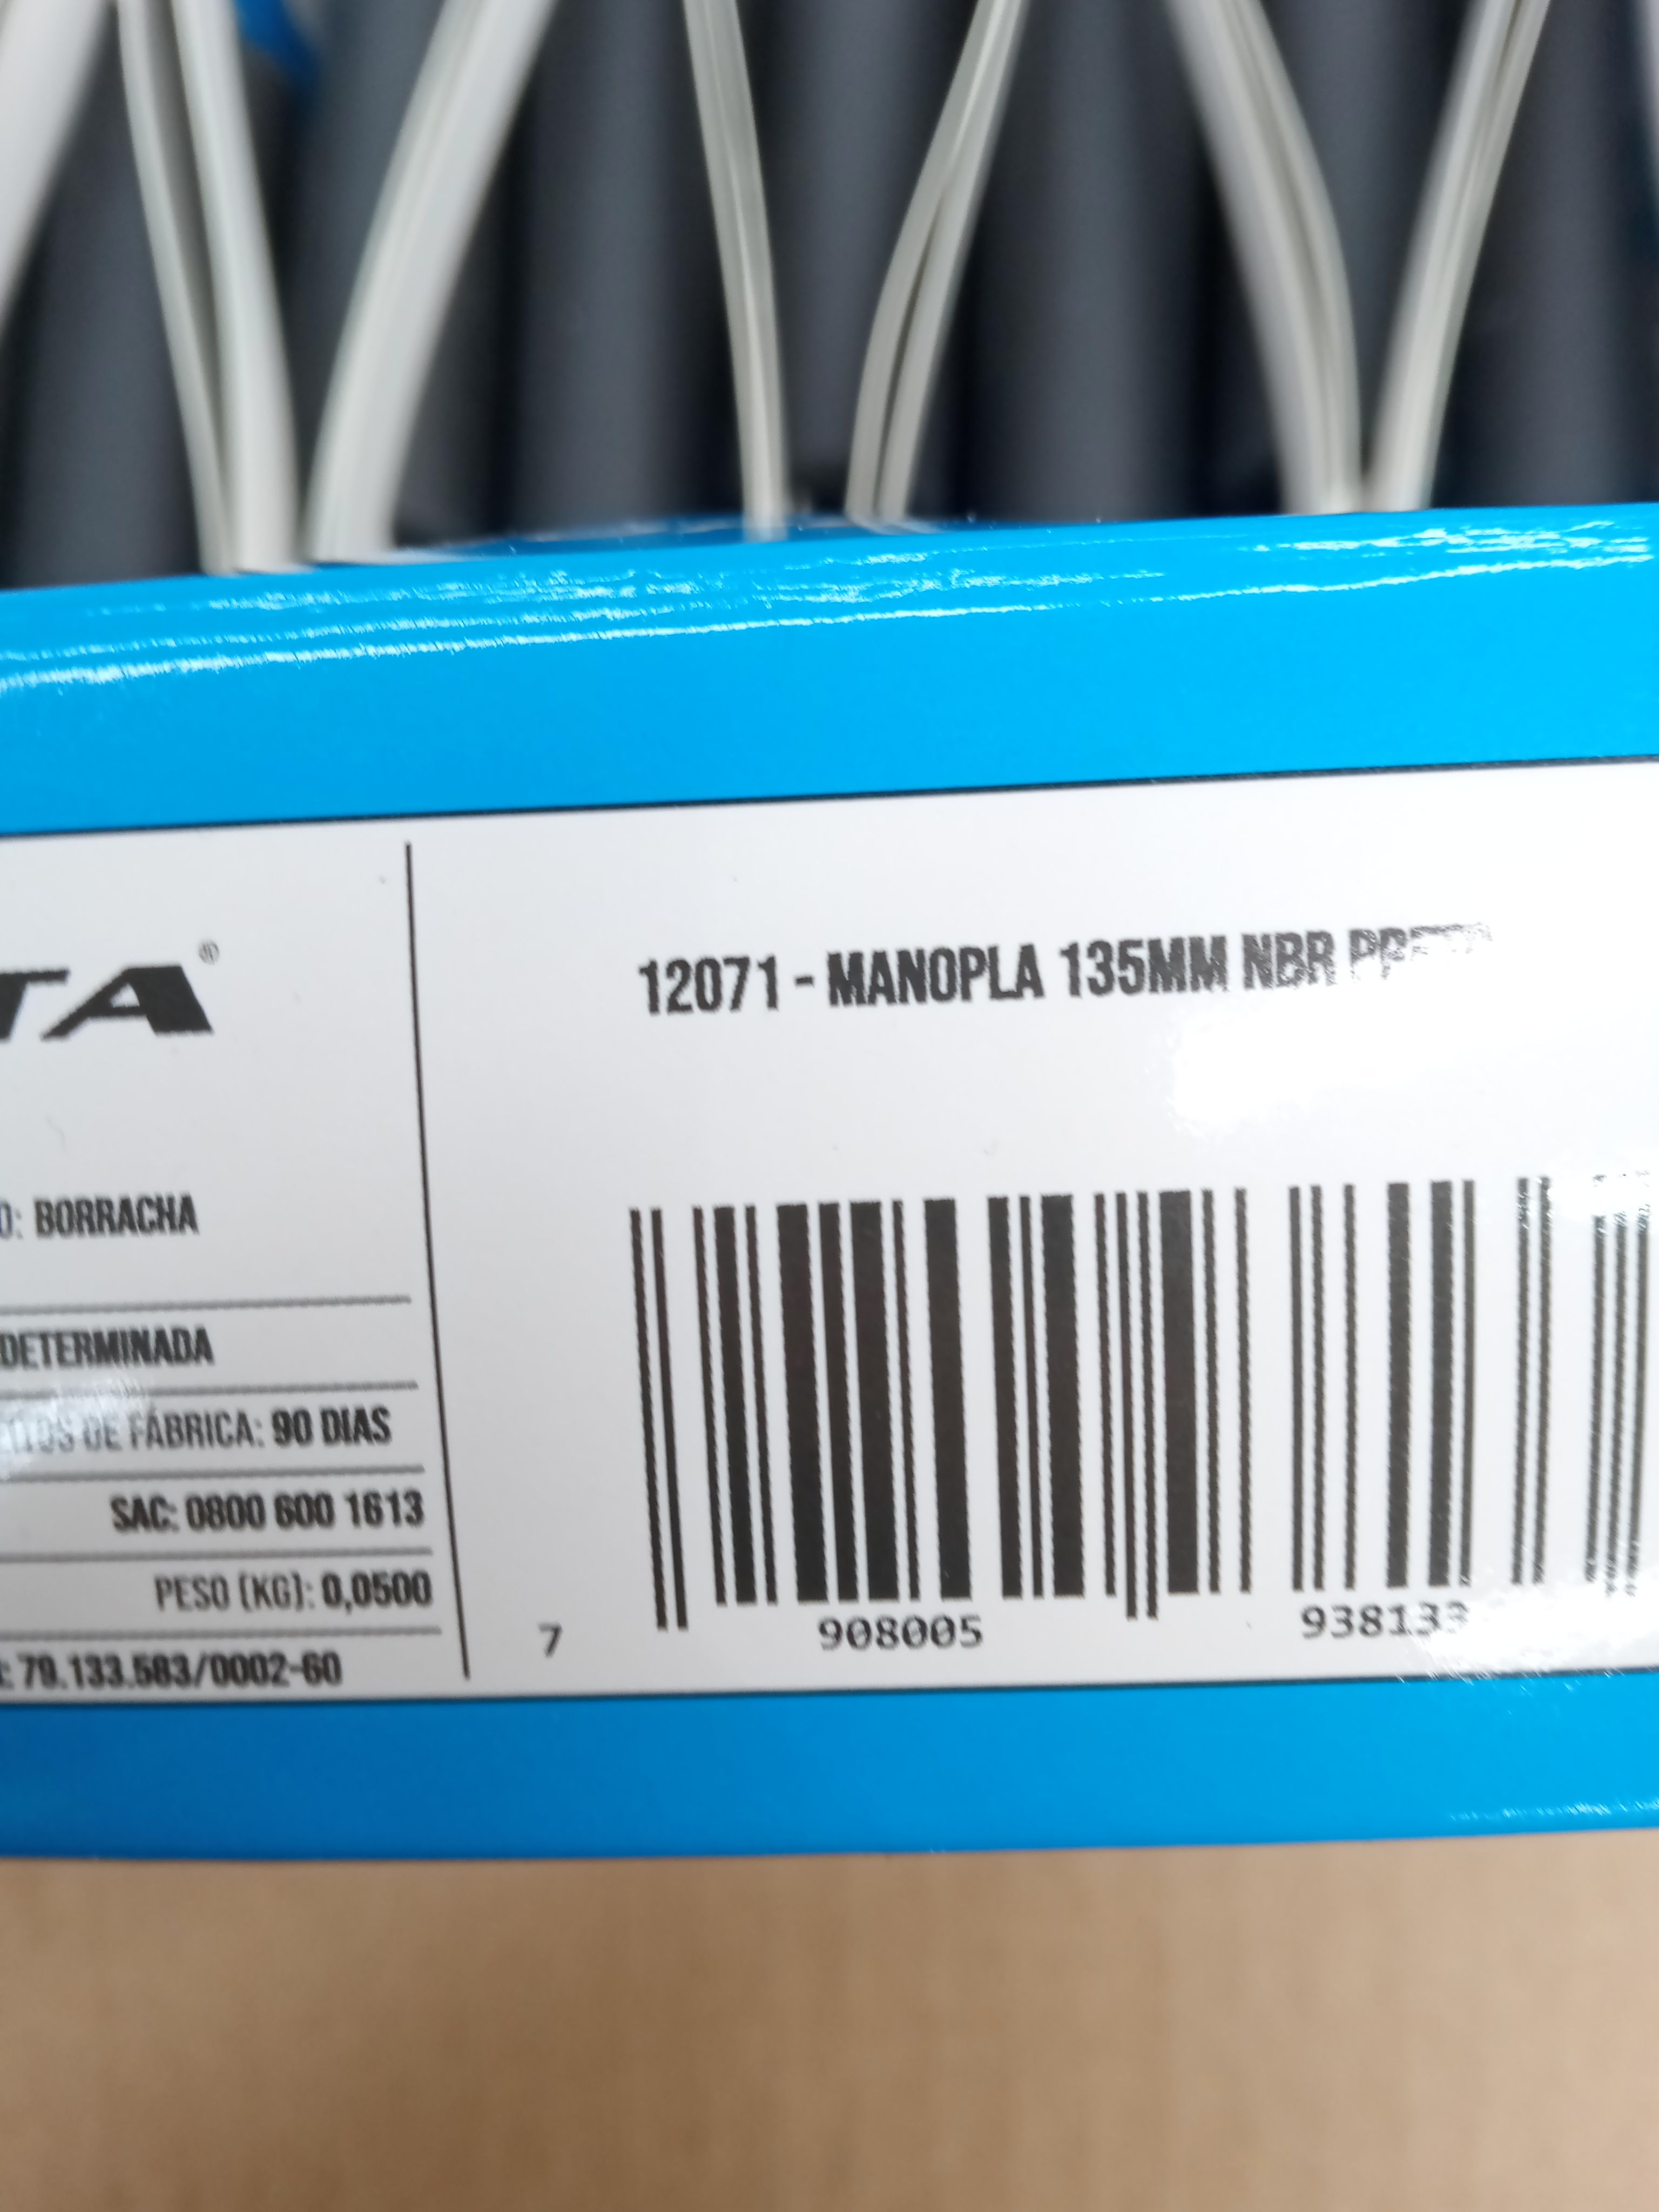 TA®
12071 - MANOPLA 135MM NBR
O: BORRACHA
DETERMINADA
DE FÁBRICA: 90 DIAS
SAC: 0800 600 1613
PESO (KG): 0,0500
: 79.133.583/0002-60
7 908005 938133